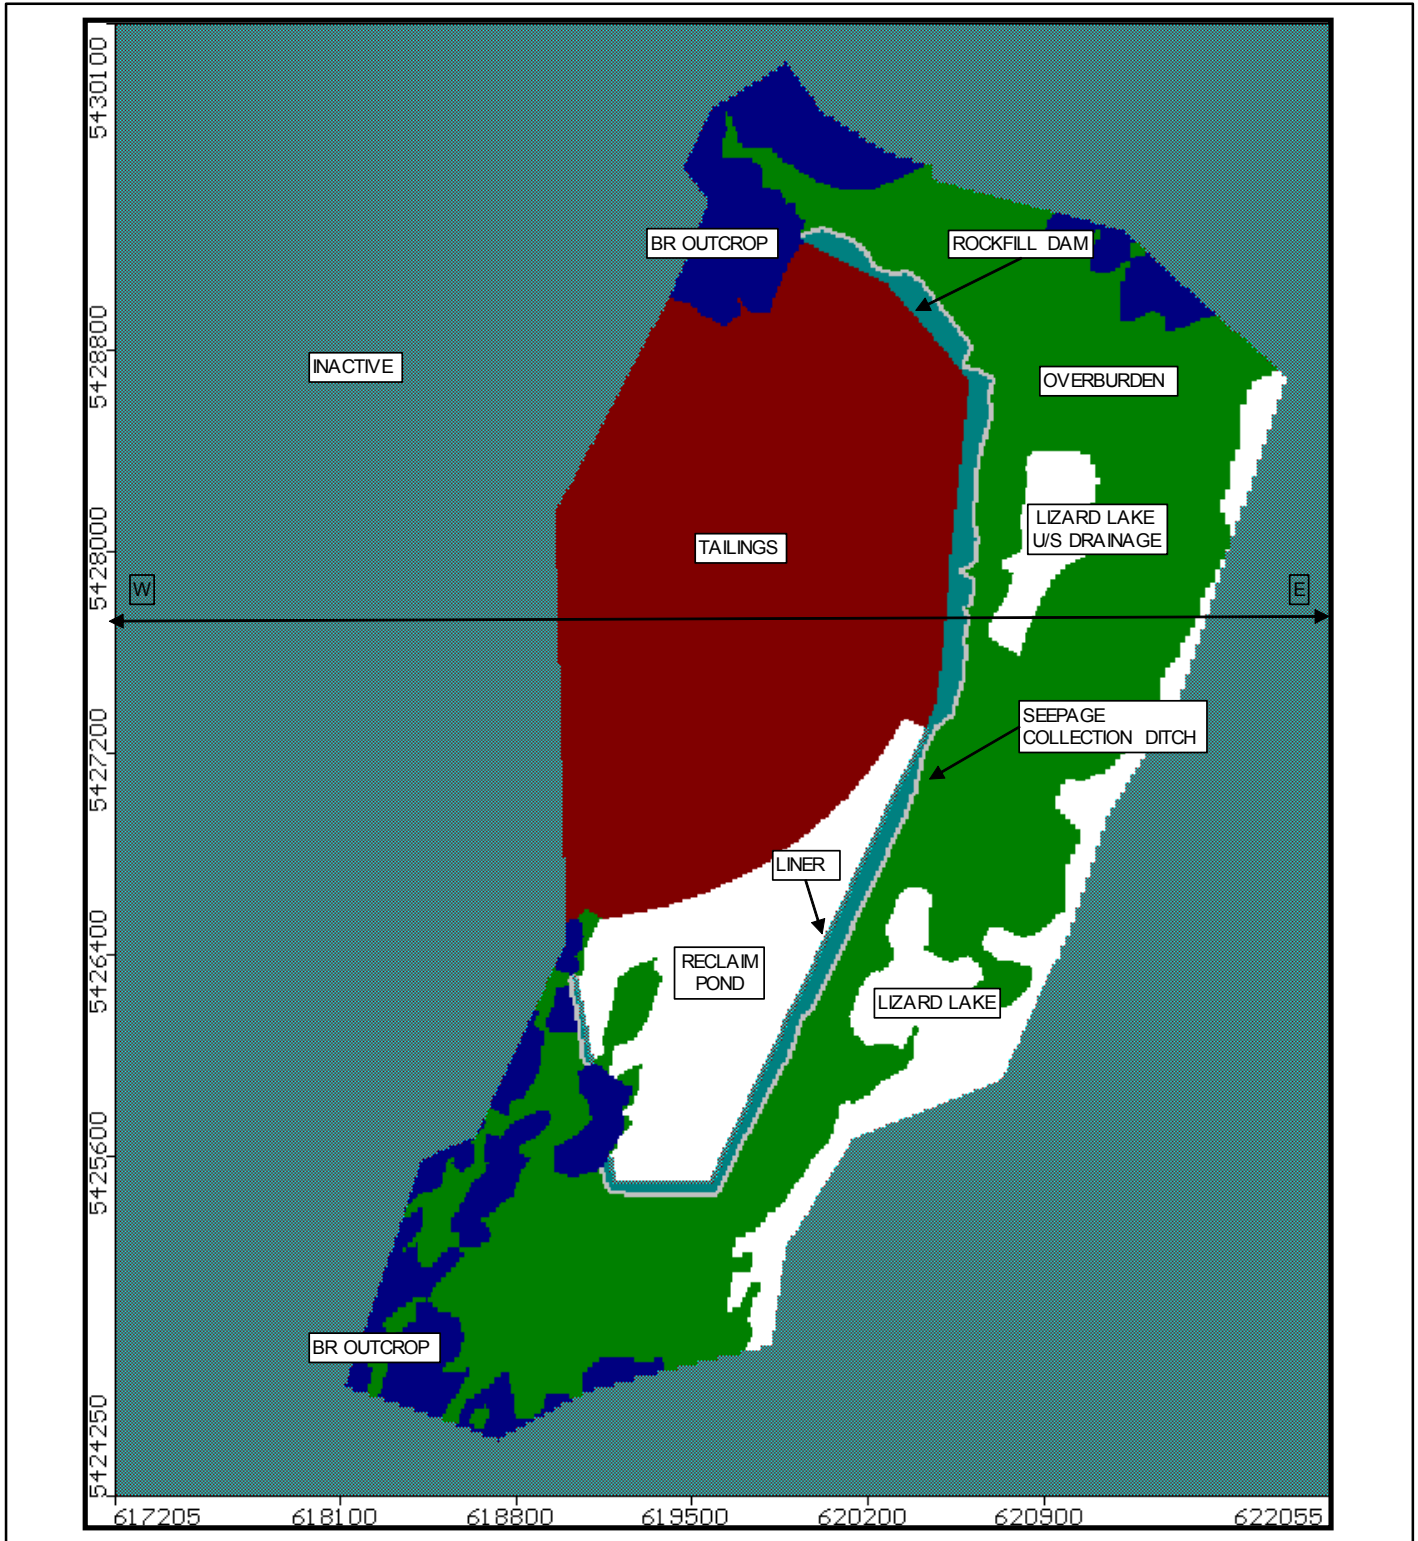 5430100
BR OUTCROP
ROCKFILL DAM
5428800
INACTIVE
OVERBURDEN
LIZARD LAKE
U/S DRAINAGE
TAILINGS
5428000
W
E
SEEPAGE
COLLECTION DITCH
5427200
LINER
5426400
RECLAIM
POND
LIZARD LAKE
5425600
BR OUTCROP
5424250
617205
618100
618800
619500
620200
620900
622055